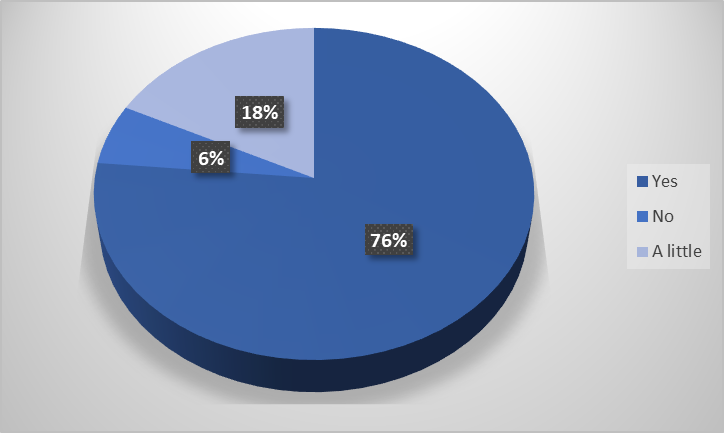 18%
6%
76%
Yes
No
A little